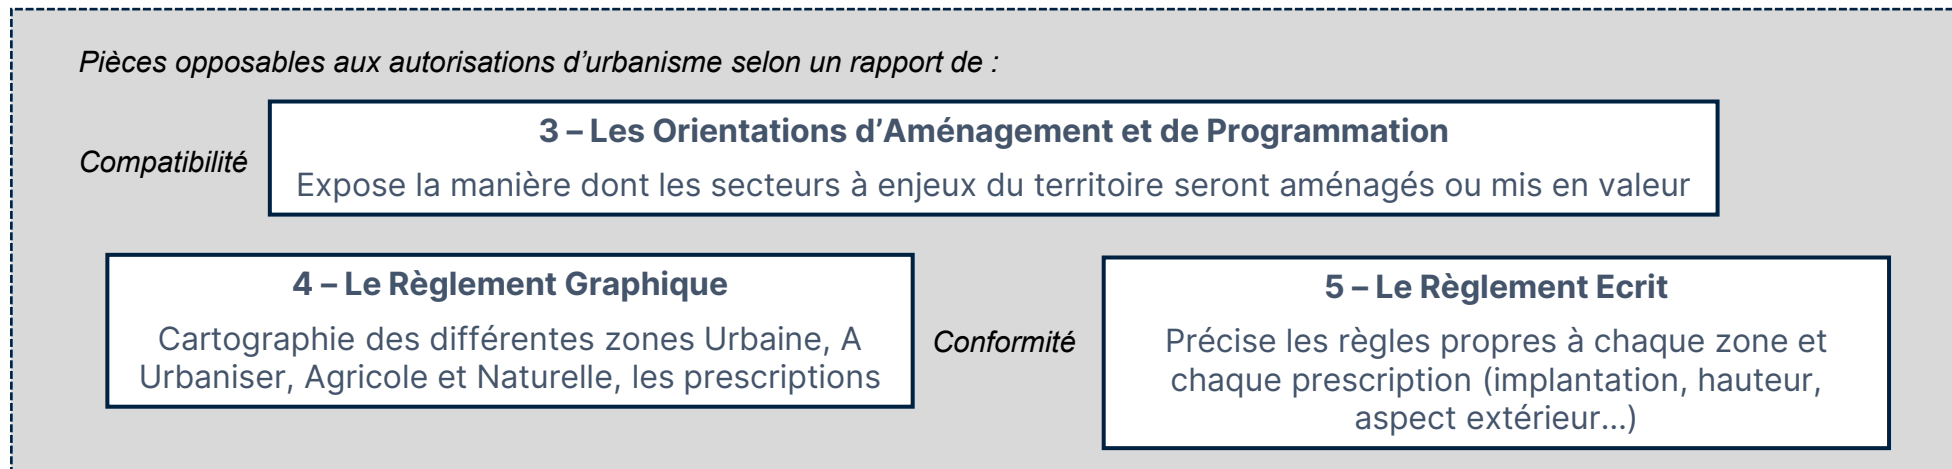 Pièces opposables aux autorisations d’urbanisme selon un rapport de :
3 – Les Orientations d’Aménagement et de Programmation
Compatibilité
Expose la manière dont les secteurs à enjeux du territoire seront aménagés ou mis en valeur
4 – Le Règlement Graphique
Cartographie des différentes zones Urbaine, A
Urbaniser, Agricole et Naturelle, les prescriptions
Conformité
5 – Le Règlement Ecrit
Précise les règles propres à chaque zone et
chaque prescription (implantation, hauteur,
aspect extérieur…)